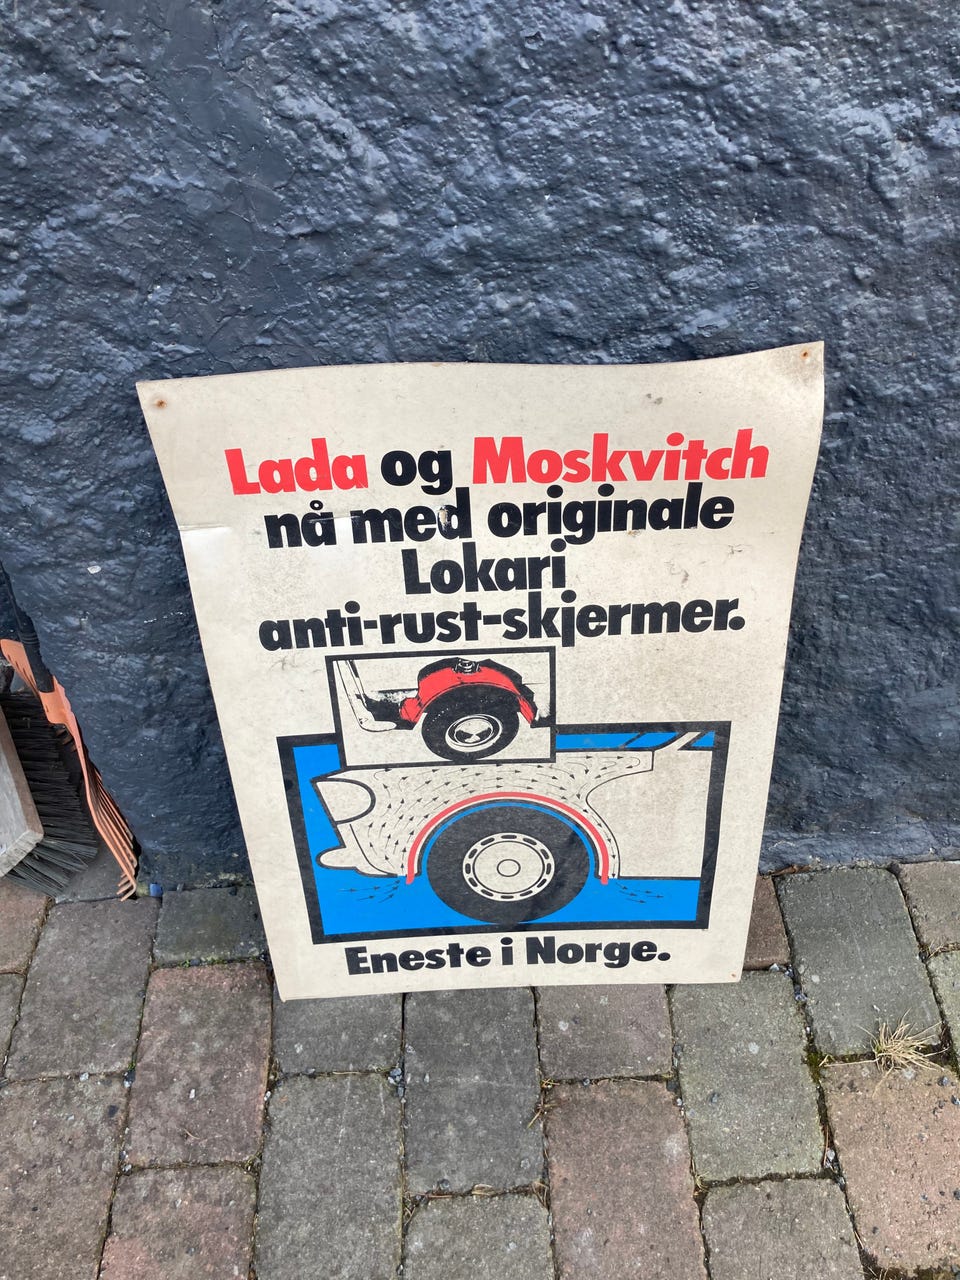 Lada og Moskvitch
nå med originale
Lokari
anti-rust-skjermer.
Eneste i Norge.